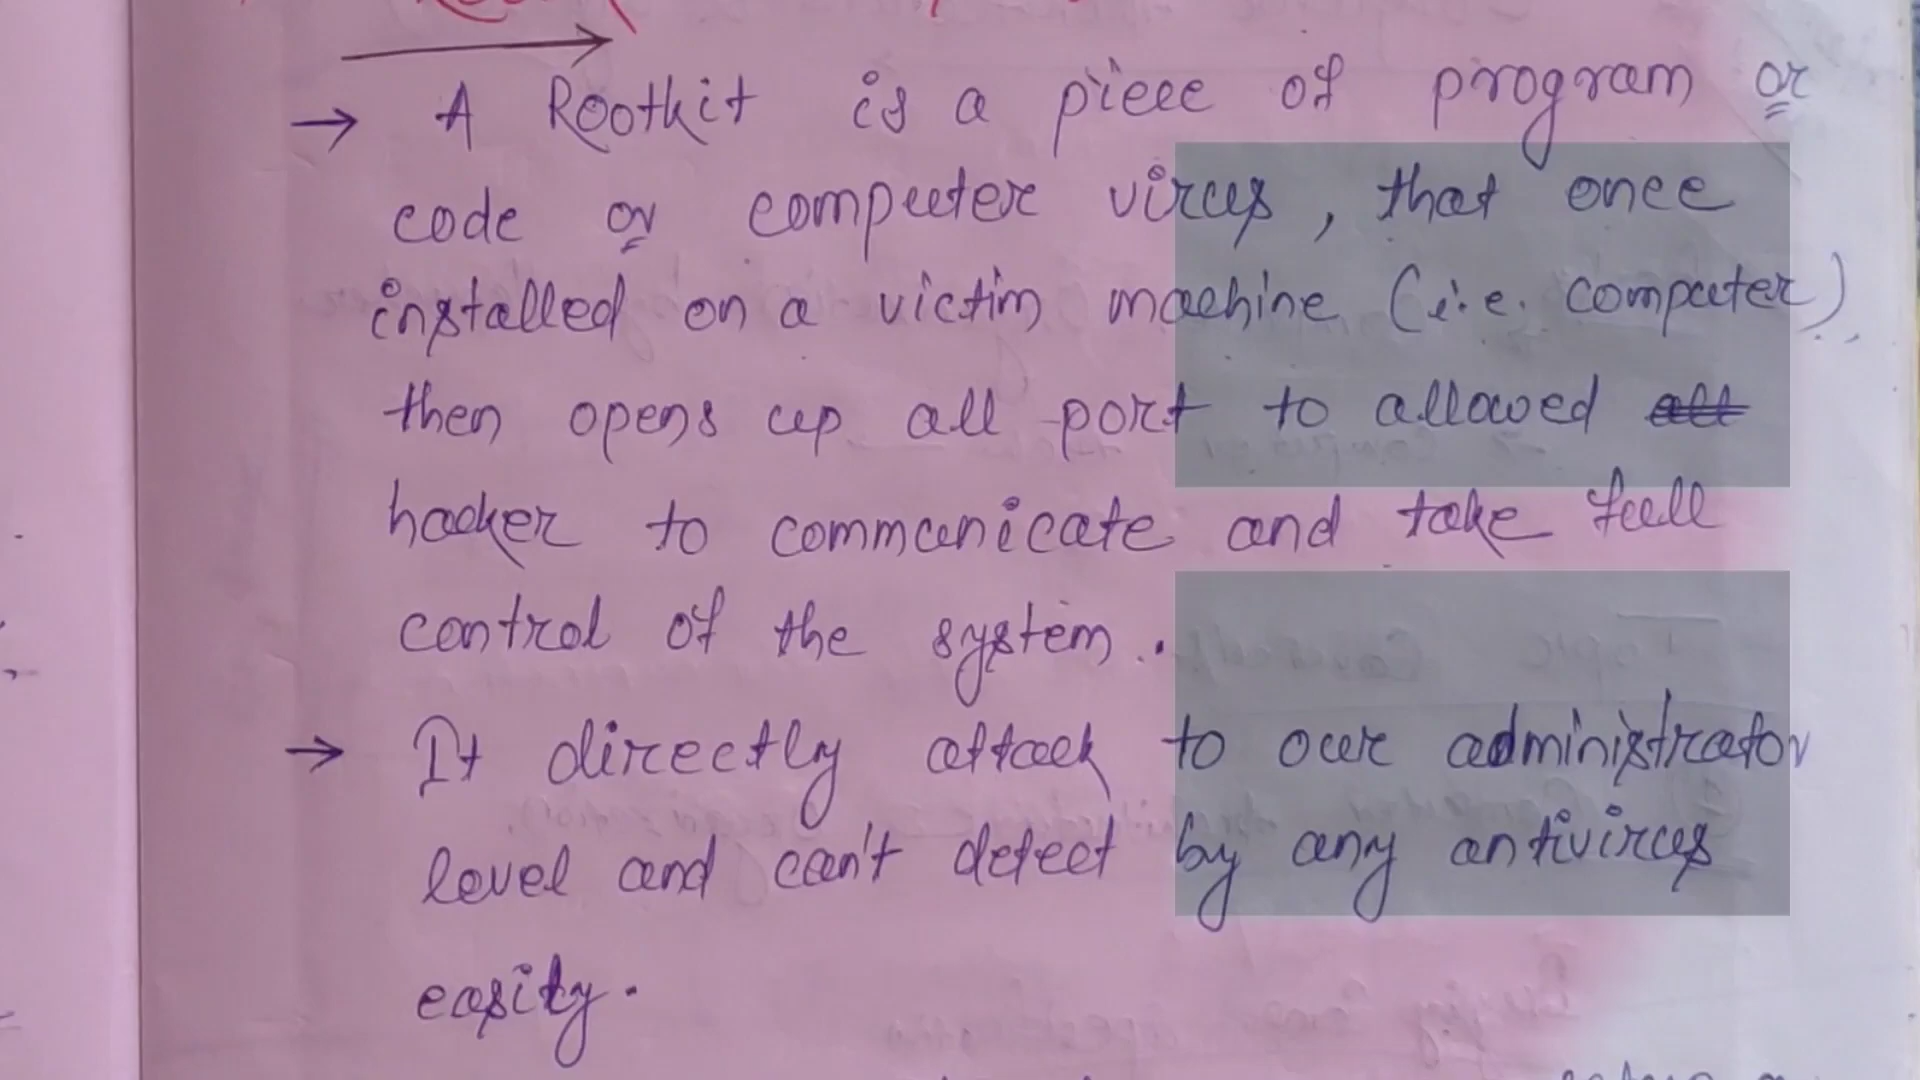 → A Rootkit is a piece of program or
code or computer virus, that once
installed on a victim machine (i.e. computer)
then opens up all port to allowed
hacker to communicate and take full
control of the system.
→ It directly attack to our administrator
level and can't detect by any antivirus
easity.